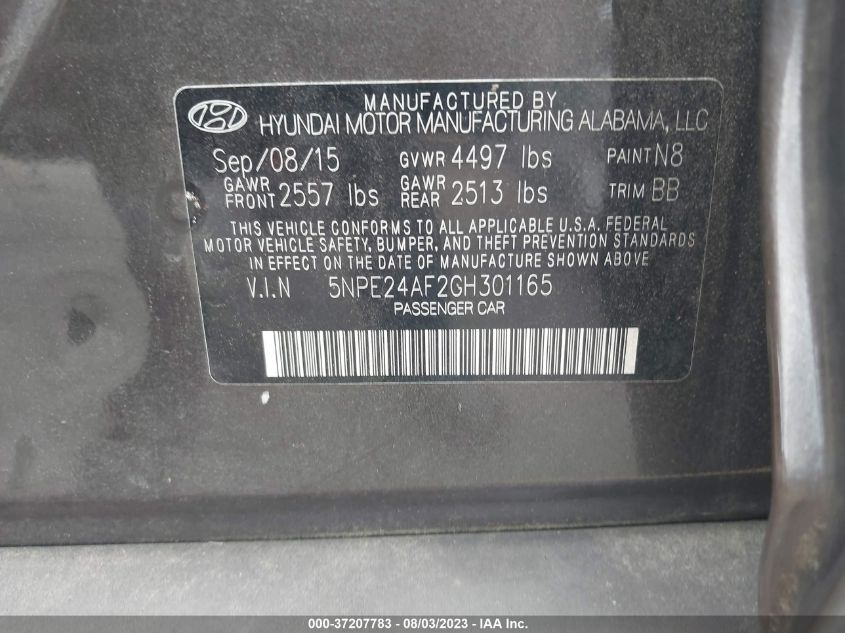 MANUFACTURED BY
HYUNDAI MOTOR MANUFACTURING ALABAMA, LLC
Sep/08/15 GVWR 4497 lbs PAINT N8
GAWR FRONT 2557 lbs GAWR REAR 2513 lbs TRIM BB
THIS VEHICLE CONFORMS TO ALL APPLICABLE U.S.A. FEDERAL
MOTOR VEHICLE SAFETY, BUMPER, AND THEFT PREVENTION STANDARDS
IN EFFECT ON THE DATE OF MANUFACTURE SHOWN ABOVE
V.I.N 5NPE24AF2GH301165
PASSENGER CAR
000-37207783 - 08/03/2023 - IAA Inc.